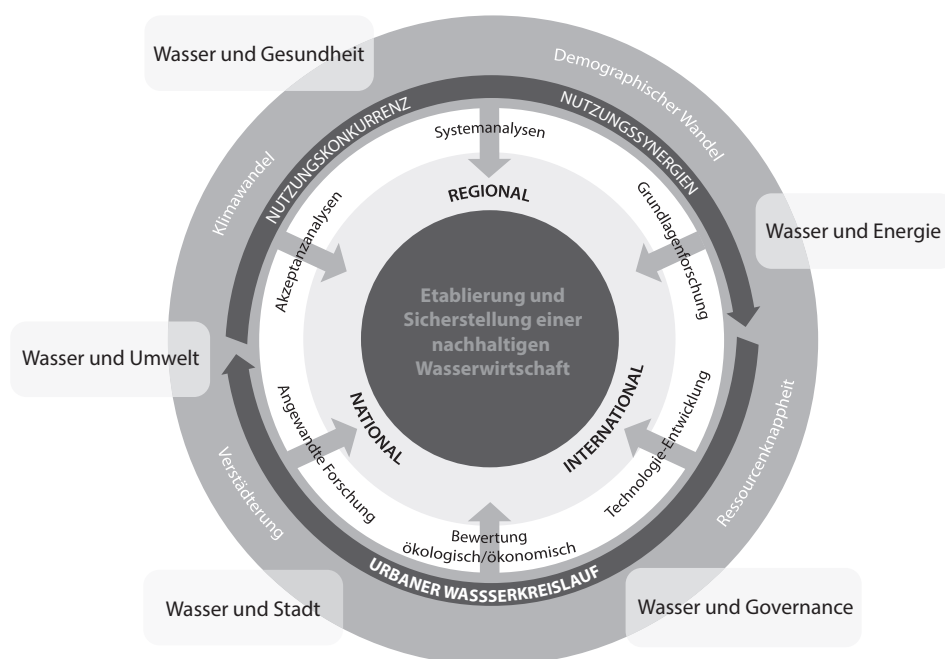 Wasser und Gesundheit
Demographischer Wandel
NUTZUNGSKONKURRENZ
NUTZUNGSSYNERGIEN
Systemanalysen
Klimawandel
REGIONAL
Akzeptanzanalysen
Grundlagenforschung
Wasser und Energie
Etablierung und
Sicherstellung einer
nachhaltigen
Wasserwirtschaft
Wasser und Umwelt
NATIONAL
INTERNATIONAL
Angewandte Forschung
Technologie-Entwicklung
Ressourcenknappheit
Verstädterung
Bewertung
ökologisch/ökonomisch
URBANER WASSSERKREISLAUF
Wasser und Stadt
Wasser und Governance